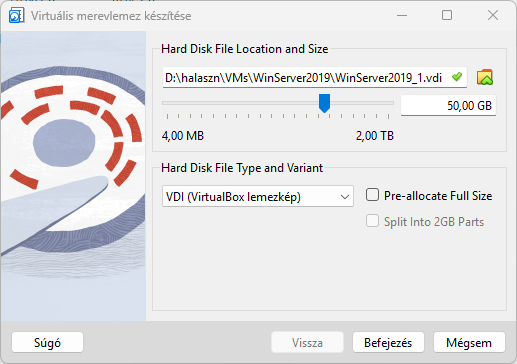 Virtuális merevlemez készítése
Hard Disk File Location and Size
D:\halaszn\VMs\WinServer2019\WinServer2019_1.vdi
50,00 GB
4,00 MB
2,00 TB
Hard Disk File Type and Variant
VDI (VirtualBox lemezkép)
Pre-allocate Full Size
Split Into 2GB Parts
Súgó
Vissza
Befejezés
Mégsem